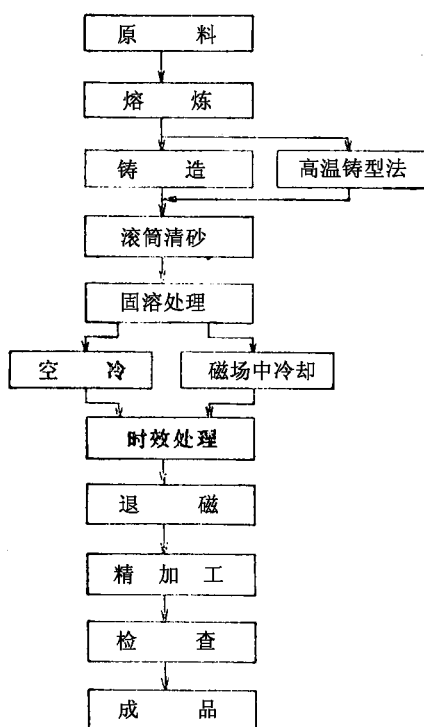 原料
熔炼
铸造
高温铸型法
滚筒清砂
固溶处理
空冷
磁场中冷却
时效处理
退磁
精加工
检查
成品